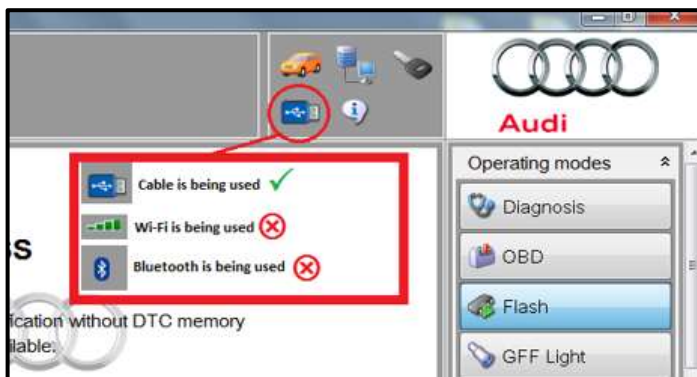 Audi
Cable is being used
Wi-Fi is being used
Bluetooth is being used
ss
ification without DTC memory
ilable.
Operating modes
Diagnosis
OBD
Flash
GFF Light